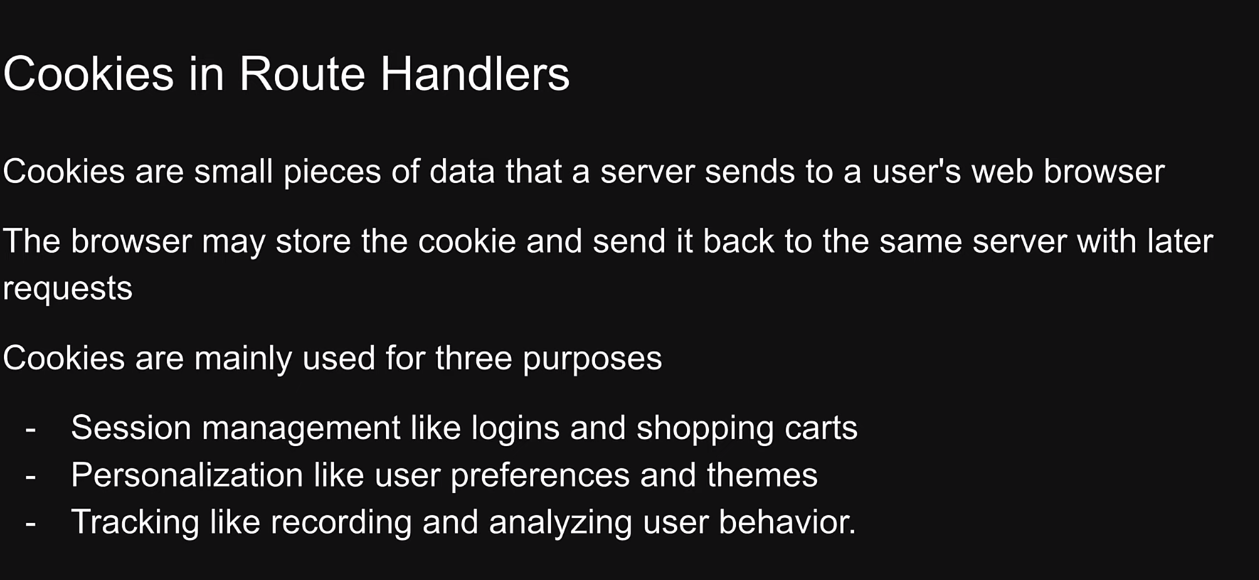 Cookies in Route Handlers
Cookies are small pieces of data that a server sends to a user's web browser
The browser may store the cookie and send it back to the same server with later
requests
Cookies are mainly used for three purposes
- Session management like logins and shopping carts
- Personalization like user preferences and themes
- Tracking like recording and analyzing user behavior.